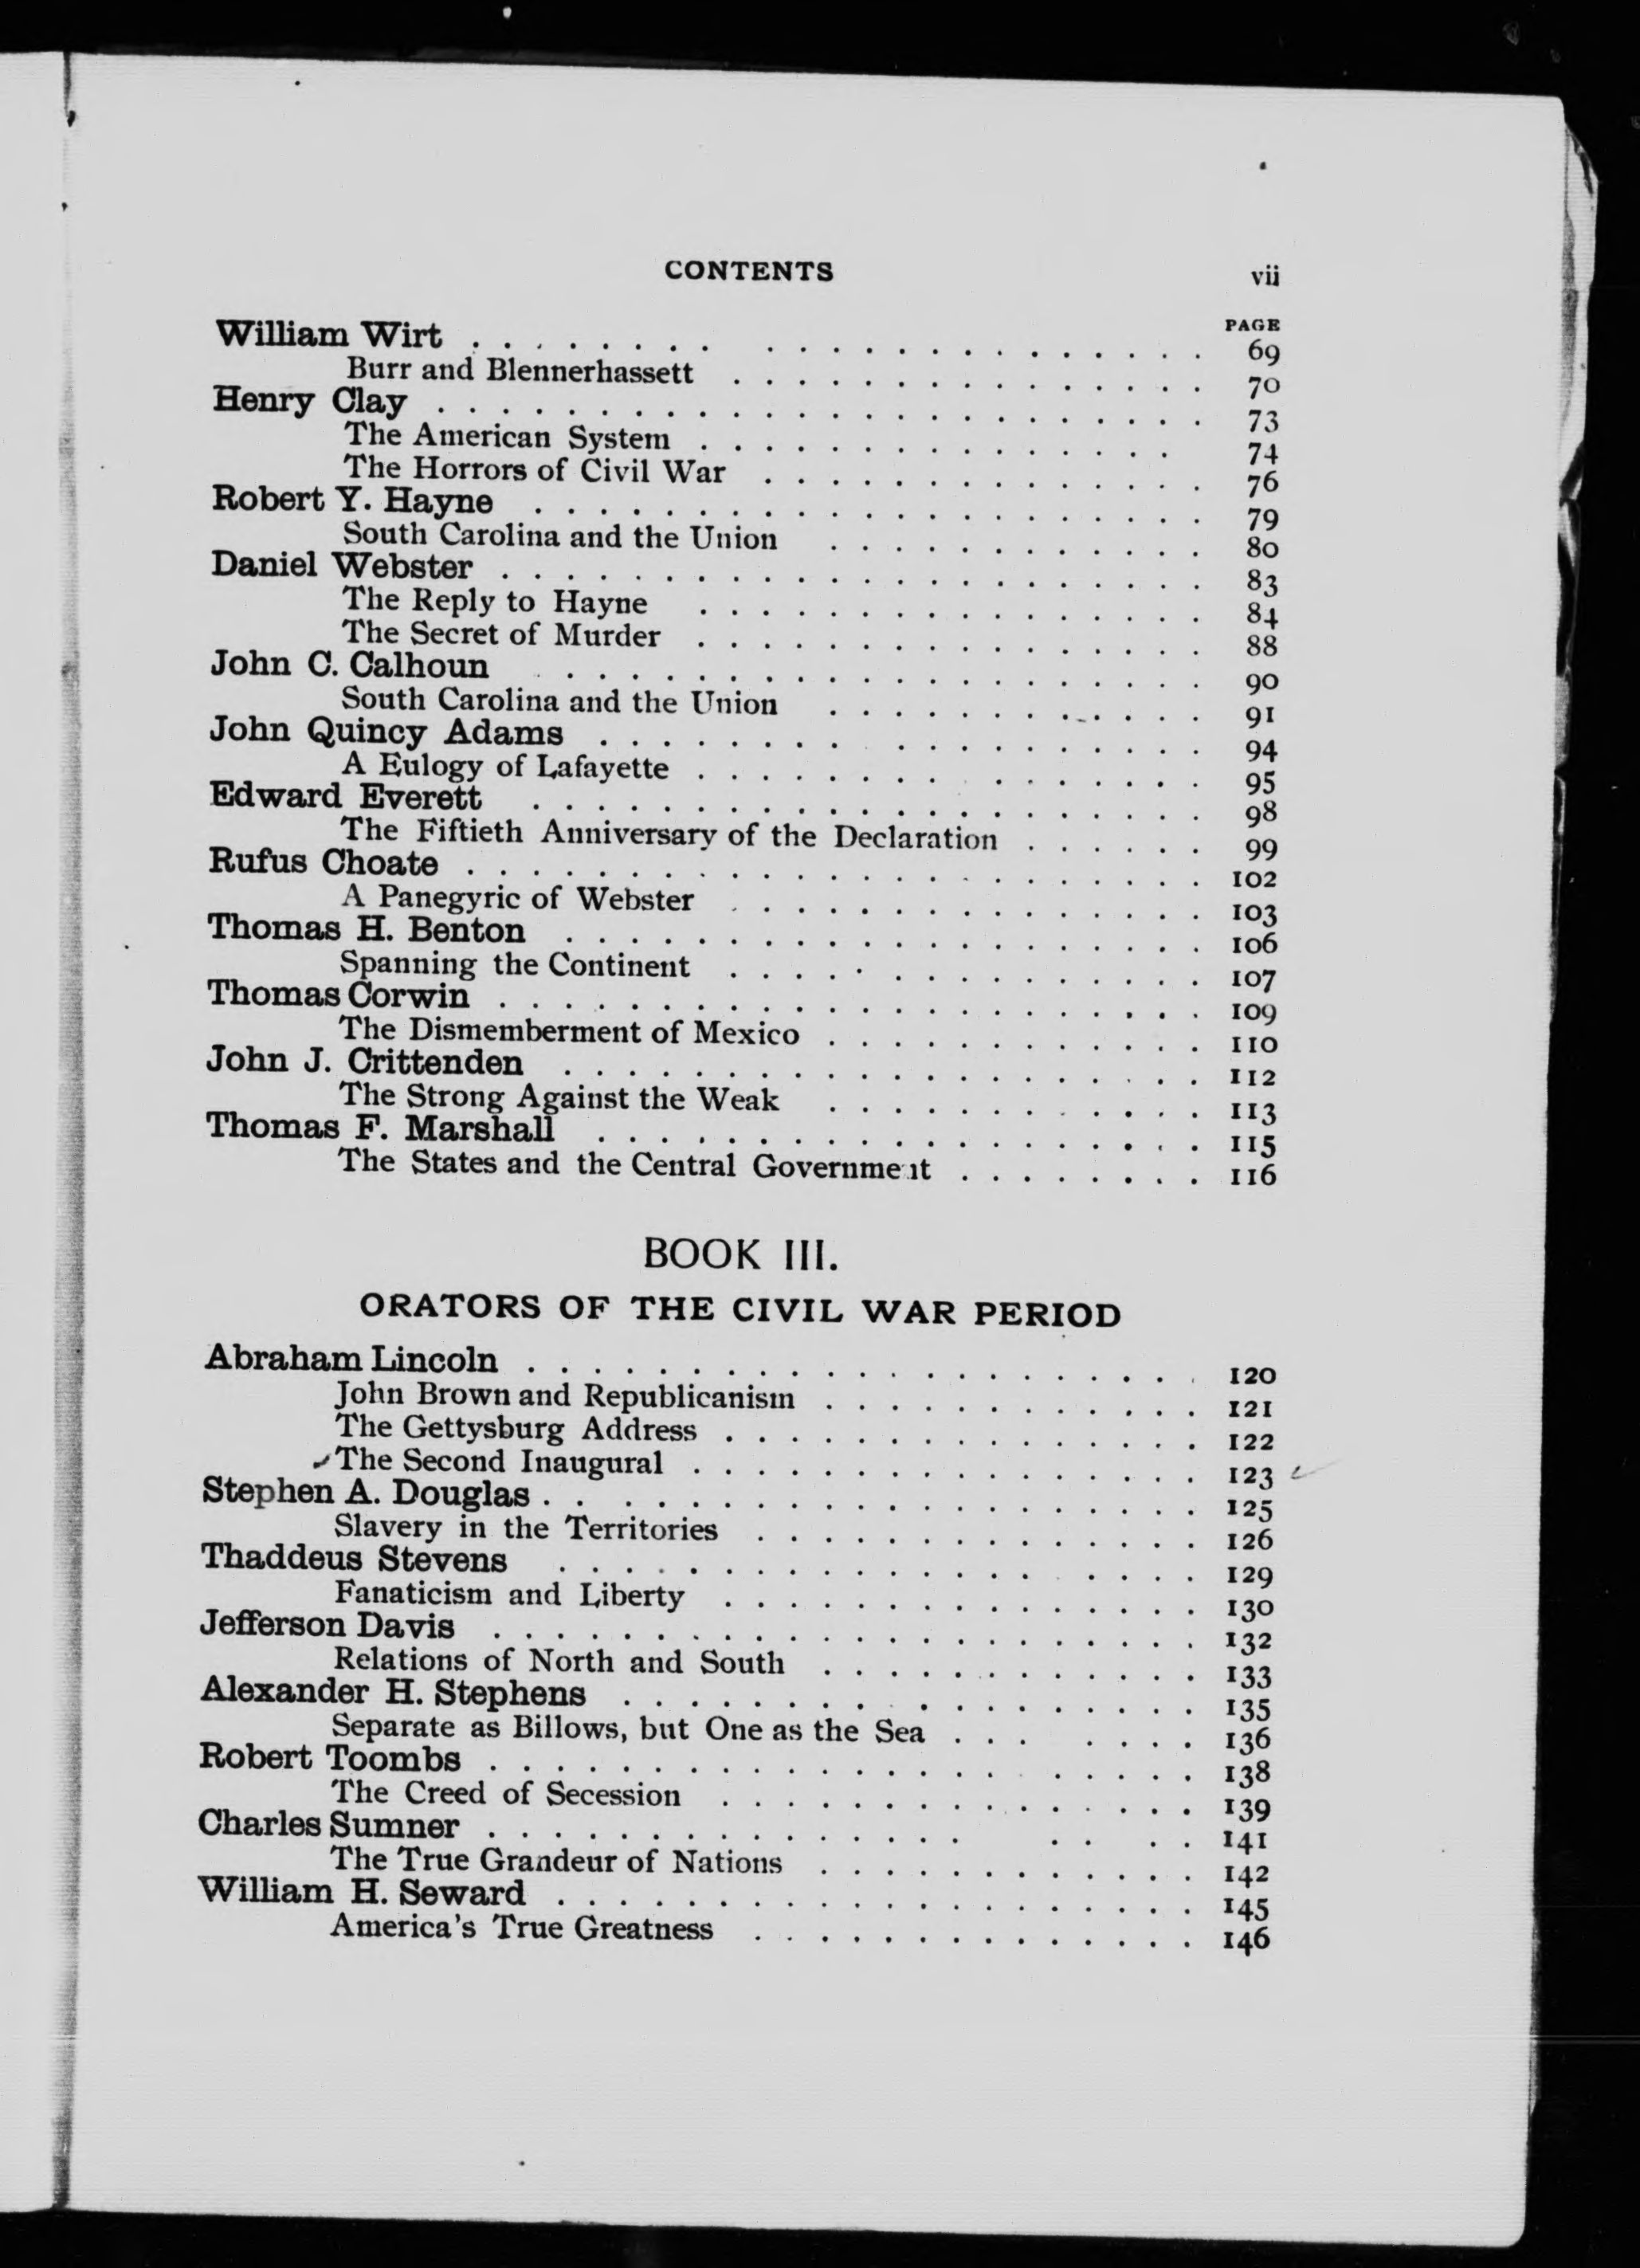 CONTENTS vii
PAGE
William Wirt . . . . . . . . . . . . . . . . . . . . . . 69
Burr and Blennerhassett . . . . . . . . . . . . . . . 70
Henry Clay . . . . . . . . . . . . . . . . . . . . . . . . 73
The American System . . . . . . . . . . . . . . . 74
The Horrors of Civil War . . . . . . . . . . . . . . 76
Robert Y. Hayne . . . . . . . . . . . . . . . . . . . . . 79
South Carolina and the Union . . . . . . . . . . . . 80
Daniel Webster . . . . . . . . . . . . . . . . . . . . . . 83
The Reply to Hayne . . . . . . . . . . . . . . . . 84
The Secret of Murder . . . . . . . . . . . . . . . . 88
John C. Calhoun . . . . . . . . . . . . . . . . . . . . . 90
South Carolina and the Union . . . . . . . . . . . . 91
John Quincy Adams . . . . . . . . . . . . . . . . . . 94
A Eulogy of Lafayette . . . . . . . . . . . . . . . . 95
Edward Everett . . . . . . . . . . . . . . . . . . . . . 98
The Fiftieth Anniversary of the Declaration . . . . . . 99
Rufus Choate . . . . . . . . . . . . . . . . . . . . . . . 102
A Panegyric of Webster . . . . . . . . . . . . . . . 103
Thomas H. Benton . . . . . . . . . . . . . . . . . . . . 106
Spanning the Continent . . . . . . . . . . . . . . . 107
Thomas Corwin . . . . . . . . . . . . . . . . . . . . . . 109
The Dismemberment of Mexico . . . . . . . . . . . . 110
John J. Crittenden . . . . . . . . . . . . . . . . . . . . 112
The Strong Against the Weak . . . . . . . . . . . . 113
Thomas F. Marshall . . . . . . . . . . . . . . . . . . . 115
The States and the Central Government . . . . . . . . 116
BOOK III.
ORATORS OF THE CIVIL WAR PERIOD
Abraham Lincoln . . . . . . . . . . . . . . . . . . . . . 120
John Brown and Republicanism . . . . . . . . . . . . 121
The Gettysburg Address . . . . . . . . . . . . . . . 122
The Second Inaugural . . . . . . . . . . . . . . . . 123
Stephen A. Douglas . . . . . . . . . . . . . . . . . . . . 125
Slavery in the Territories . . . . . . . . . . . . . . 126
Thaddeus Stevens . . . . . . . . . . . . . . . . . . . 129
Fanaticism and Liberty . . . . . . . . . . . . . . . 130
Jefferson Davis . . . . . . . . . . . . . . . . . . . . . . 132
Relations of North and South . . . . . . . . . . . . 133
Alexander H. Stephens . . . . . . . . . . . . . . . . . . 135
Separate as Billows, but One as the Sea . . . . . . . 136
Robert Toombs . . . . . . . . . . . . . . . . . . . . . . 138
The Creed of Secession . . . . . . . . . . . . . . . 139
Charles Sumner . . . . . . . . . . . . . . . . . . . 141
The True Grandeur of Nations . . . . . . . . . . . . 142
William H. Seward . . . . . . . . . . . . . . . . . . . . 145
America's True Greatness . . . . . . . . . . . . . . 146